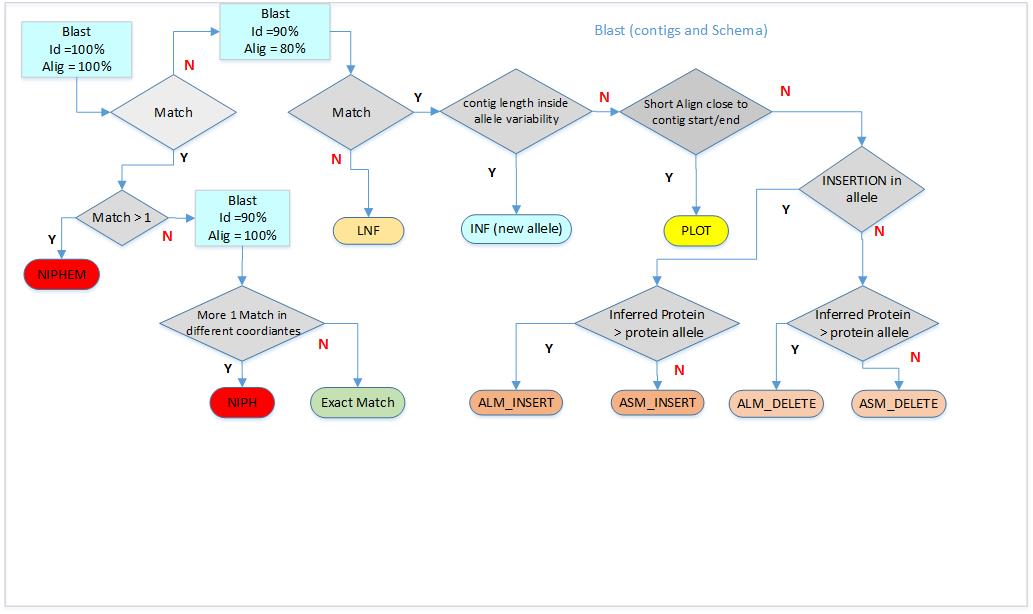 Blast (contigs and Schema)
Blast
Id =100%
Alig = 100%
Blast
Id =90%
Alig = 80%
N
Match
Y
Match
Y
N
contig length inside
allele variability
N
Y
Short Align close to
contig start/end
N
Y
INSERTION in
allele
Y
N
Match > 1
Y
N
Blast
Id =90%
Alig = 100%
LNF
INF (new allele)
PLOT
NIPHEM
More 1 Match in
different coordiantes
N
Y
Inferred Protein
> protein allele
Y
N
Inferred Protein
> protein allele
Y
N
NIPH
Exact Match
ALM_INSERT
ASM_INSERT
ALM_DELETE
ASM_DELETE